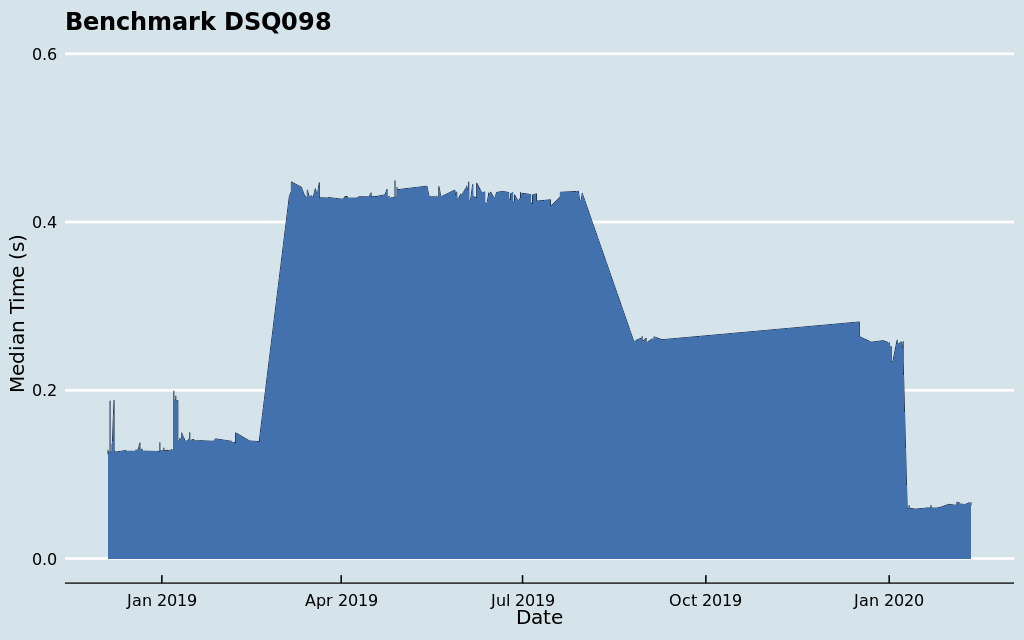 Benchmark DSQ098
0.6
0.4
0.2
0.0
Median Time (s)
Jan 2019
Apr 2019
Jul 2019
Oct 2019
Jan 2020
Date